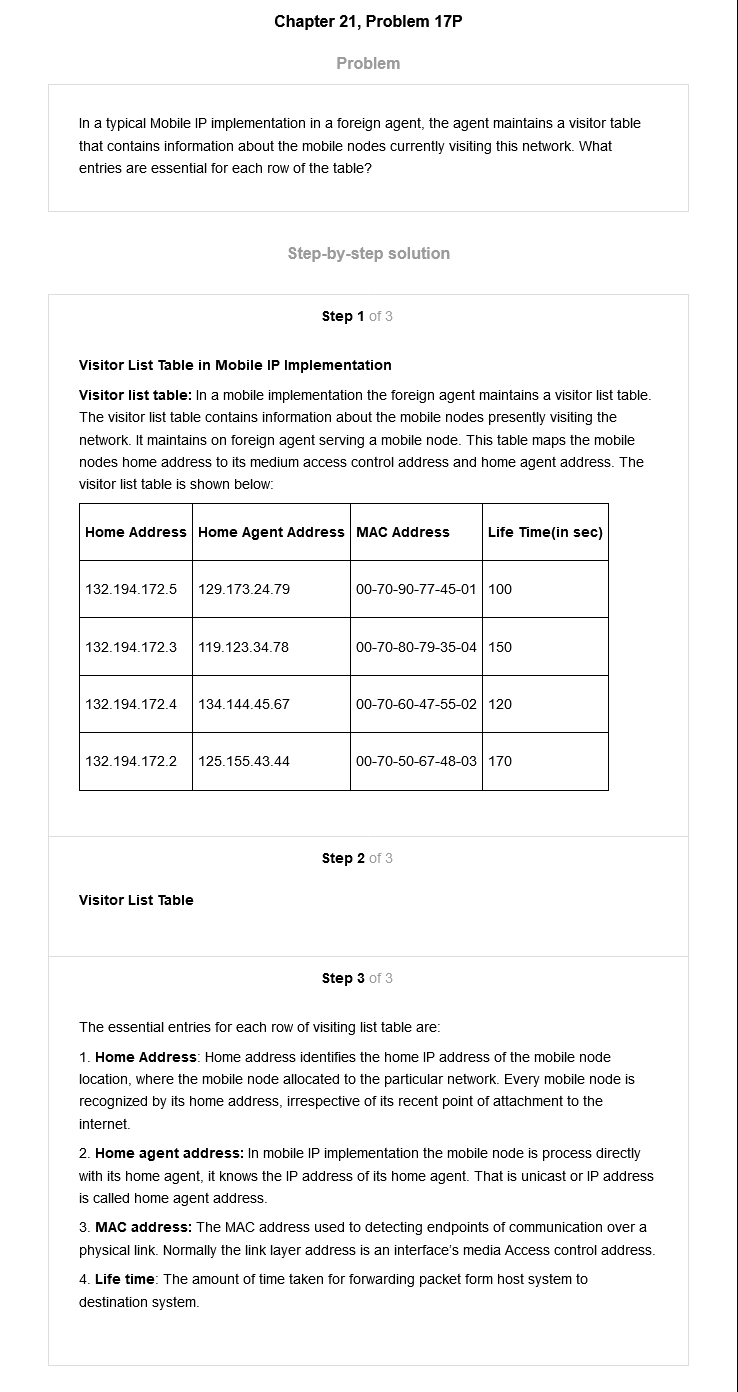 Chapter 21, Problem 17P
Problem
In a typical Mobile IP implementation in a foreign agent, the agent maintains a visitor table
that contains information about the mobile nodes currently visiting this network. What
entries are essential for each row of the table?
Step-by-step solution
Step 1 of 3
Visitor List Table in Mobile IP Implementation
Visitor list table: In a mobile implementation the foreign agent maintains a visitor list table.
The visitor list table contains information about the mobile nodes presently visiting the
network. It maintains on foreign agent serving a mobile node. This table maps the mobile
nodes home address to its medium access control address and home agent address. The
visitor list table is shown below:
Home Address Home Agent Address MAC Address Life Time(in sec)
132.194.172.5 129.173.24.79 00-70-90-77-45-01 100
132.194.172.3 119.123.34.78 00-70-80-79-35-04 150
132.194.172.4 134.144.45.67 00-70-60-47-55-02 120
132.194.172.2 125.155.43.44 00-70-50-67-48-03 170
Step 2 of 3
Visitor List Table
Step 3 of 3
The essential entries for each row of visiting list table are:
1. Home Address: Home address identifies the home IP address of the mobile node
location, where the mobile node allocated to the particular network. Every mobile node is
recognized by its home address, irrespective of its recent point of attachment to the
internet.
2. Home agent address: In mobile IP implementation the mobile node is process directly
with its home agent, it knows the IP address of its home agent. That is unicast or IP address
is called home agent address.
3. MAC address: The MAC address used to detecting endpoints of communication over a
physical link. Normally the link layer address is an interface's media Access control address.
4. Life time: The amount of time taken for forwarding packet form host system to
destination system.